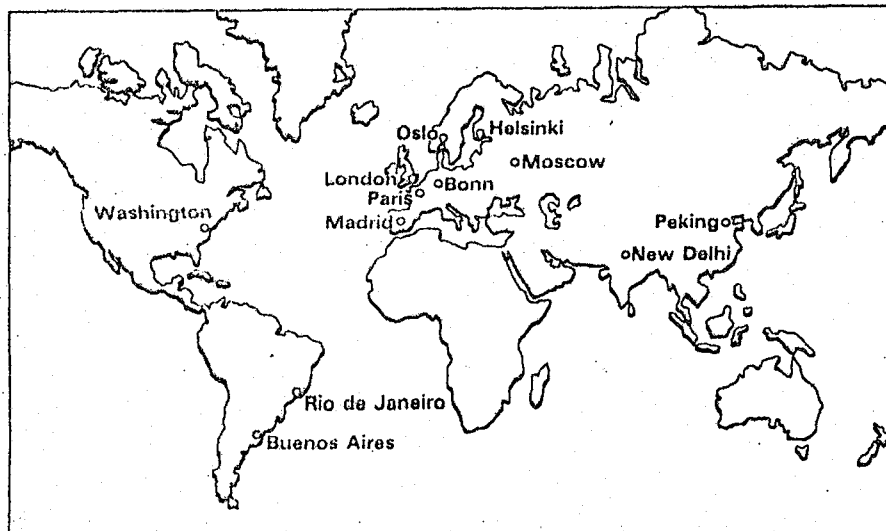 Oslo
Helsinki
Moscow
London
Bonn
Paris
Washington
Madrid
Peking
New Delhi
Rio de Janeiro
Buenos Aires